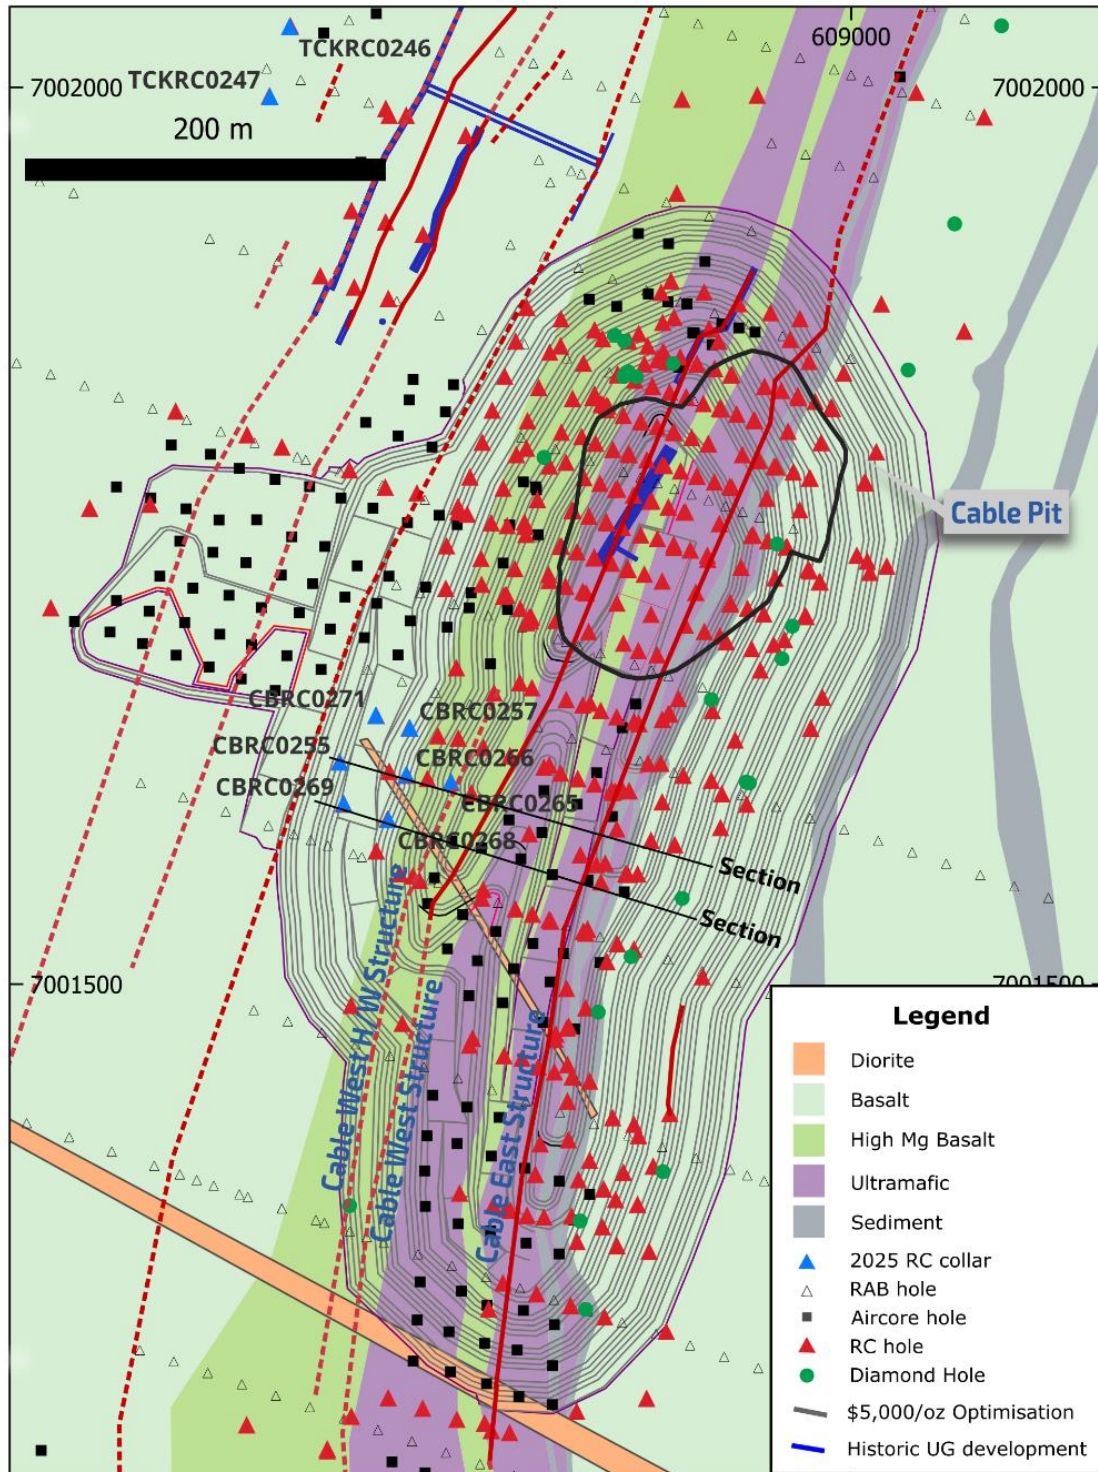 609000
TCKRC0246
TCKRC0247
7002000
7002000
200 m
Cable Pit
CBRC0271
CBRC0257
CBRC0255
CBRC0266
CBRC0269
CBRC0265
CBRC0268
Section
Section
Cable West H/W Structure
Cable West Structure
Cable East Structure
7001500
7001500
Legend
Diorite
Basalt
High Mg Basalt
Ultramafic
Sediment
2025 RC collar
RAB hole
Aircore hole
RC hole
Diamond Hole
$5,000/oz Optimisation
Historic UG development